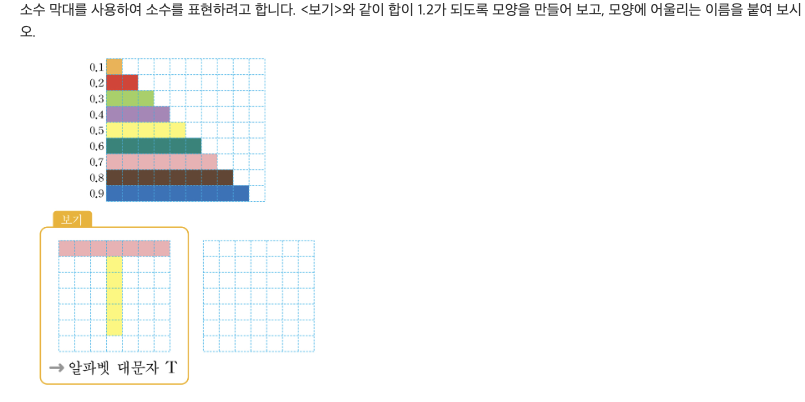 소수 막대를 사용하여 소수를 표현하려고 합니다. <보기>와 같이 합이 1.2가 되도록 모양을 만들어 보고, 모양에 어울리는 이름을 붙여 보시
오.
0.1
0.2
0.3
0.4
0.5
0.6
0.7
0.8
0.9
보기
→ 알파벳 대문자 T